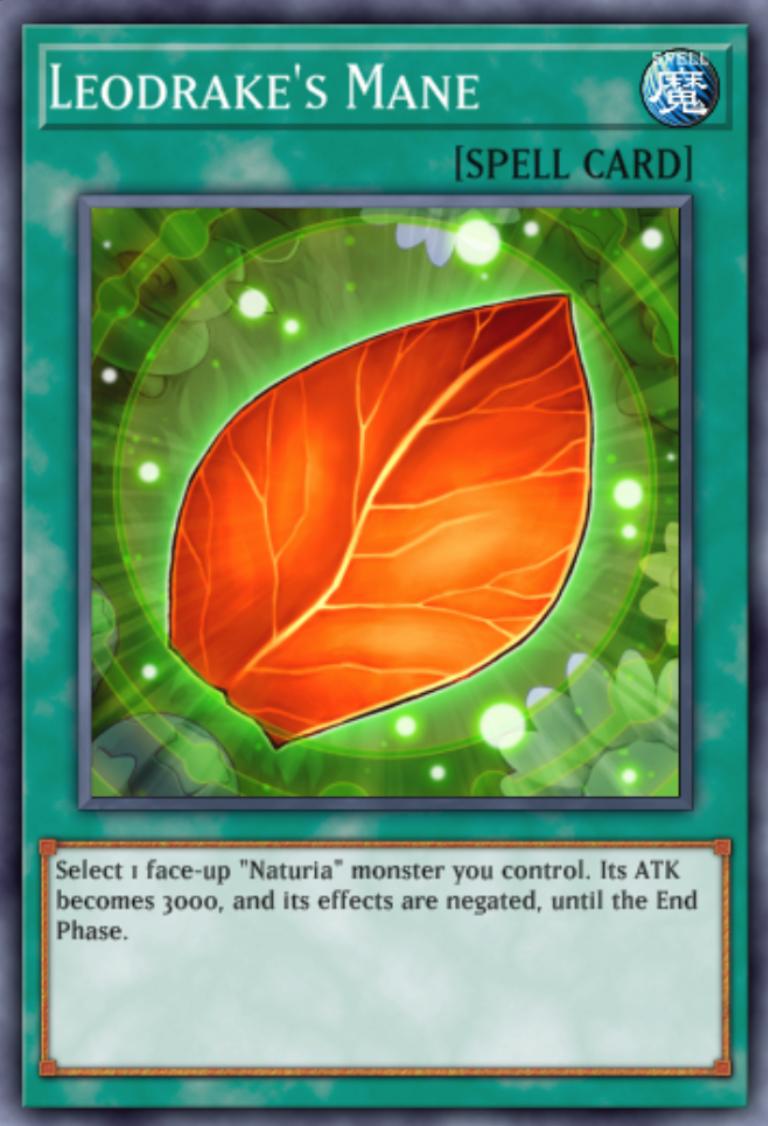 Leodrake's Mane
SPELL
魔
[SPELL CARD]
Select 1 face-up "Naturia" monster you control. Its ATK
becomes 3000, and its effects are negated, until the End
Phase.